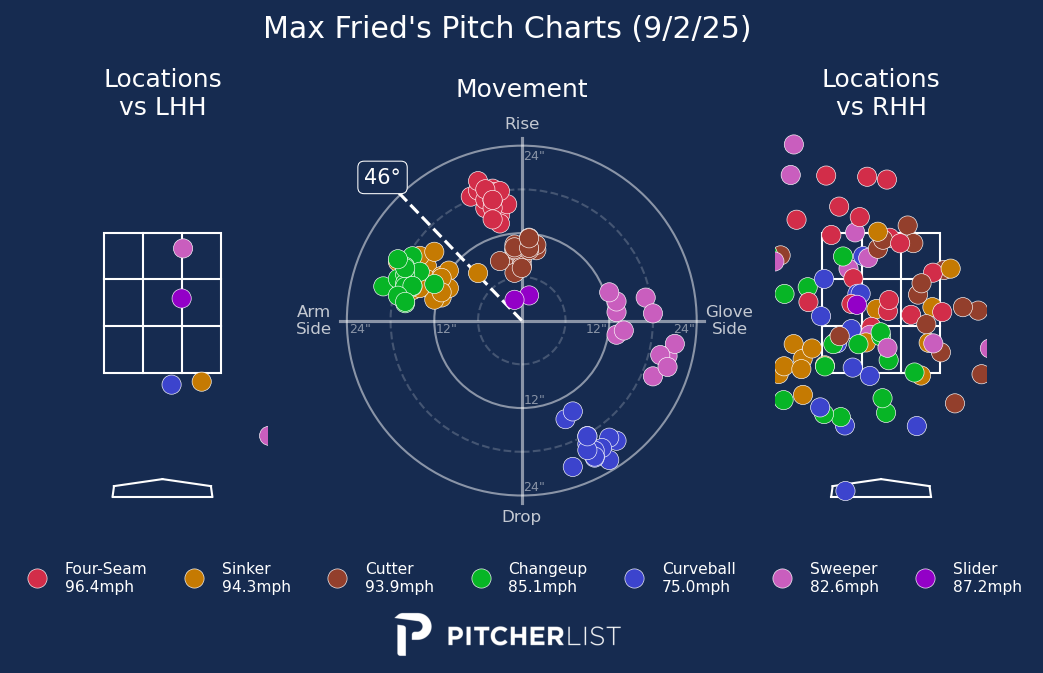 Max Fried's Pitch Charts (9/2/25)
Locations
vs LHH
Movement
Locations
vs RHH
Rise
24"
46°
Arm
Side
24"
12"
12"
24"
Glove
Side
12"
24"
Drop
Four-Seam
96.4mph
Sinker
94.3mph
Cutter
93.9mph
Changeup
85.1mph
Curveball
75.0mph
Sweeper
82.6mph
Slider
87.2mph
PITCHERLIST